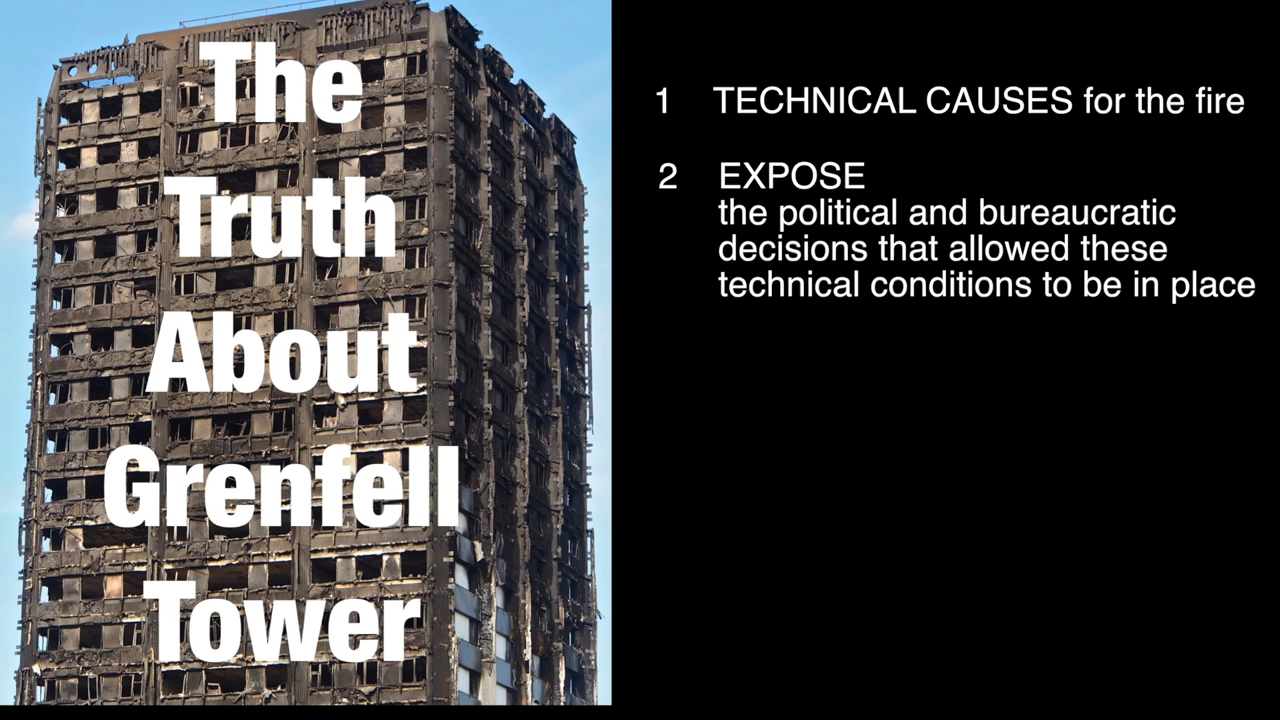 The
Truth
About
Grenfell
Tower
1 TECHNICAL CAUSES for the fire
2 EXPOSE
the political and bureaucratic
decisions that allowed these
technical conditions to be in place